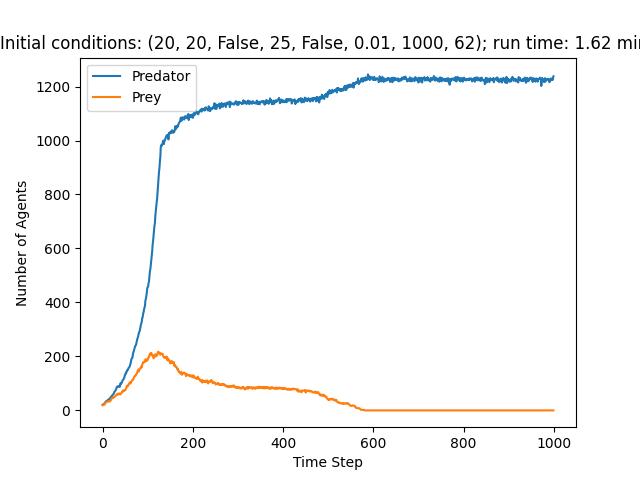 Initial conditions: (20, 20, False, 25, False, 0.01, 1000, 62); run time: 1.62
Predator
Prey
Number of Agents
1200
1000
800
600
400
200
0
0 200 400 600 800 1000
Time Step